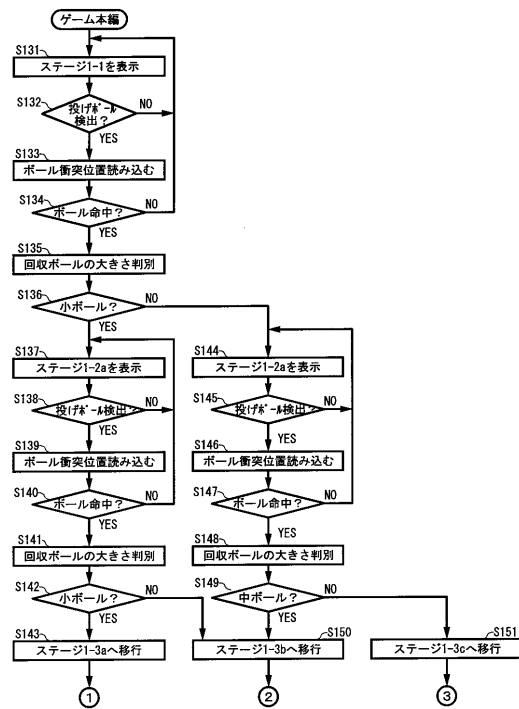 ゲーム本編
S131
ステージ1-1を表示
S132
投げボール
検出?
NO
YES
S133
ボール衝突位置読み込む
S134
ボール命中?
NO
YES
S135
回収ボールの大きさ判別
S136
小ボール?
NO
YES
S137
ステージ1-2aを表示
S138
投げボール検出?
NO
YES
S139
ボール衝突位置読み込む
S140
ボール命中?
NO
YES
S141
回収ボールの大きさ判別
S142
小ボール?
NO
YES
S143
ステージ1-3aへ移行
①
S144
ステージ1-2aを表示
S145
投げボール検出?
NO
YES
S146
ボール衝突位置読み込む
S147
ボール命中?
NO
YES
S148
回収ボールの大きさ判別
S149
中ボール?
NO
YES
S150
ステージ1-3bへ移行
②
S151
ステージ1-3cへ移行
③